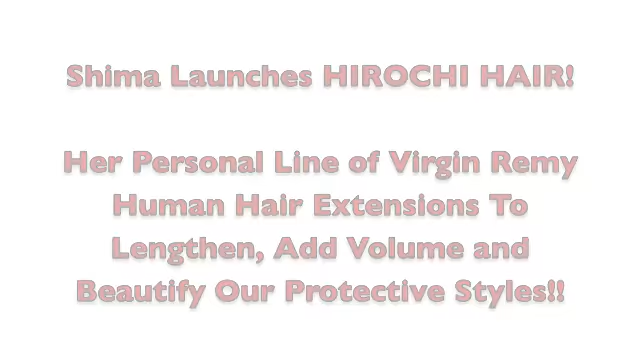 Shima Launches HIROCHI HAIR!
Her Personal Line of Virgin Remy
Human Hair Extensions To
Lengthen, Add Volume and
Beautify Our Protective Styles!!